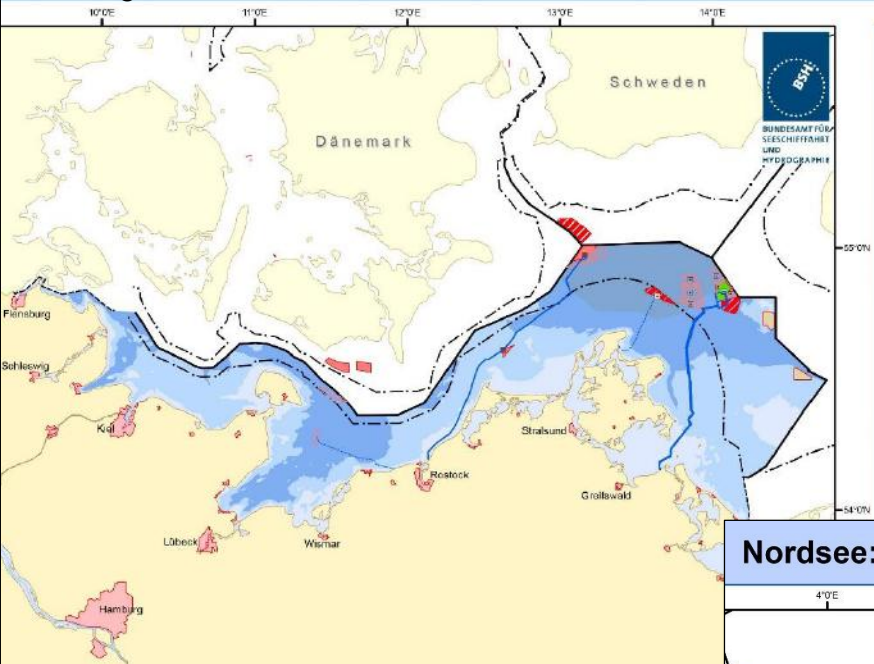 10°0'E 11°0'E 12°0'E 13°0'E 14°0'E
Schweden
BSH
BUNDESAMT FÜR
SEESCHIFFFAHRT
UND
HYDROGRAPHIE
Dänemark
55°0'N
Flensburg
Schleswig
Kiel
Stralsund
Rostock
Greifswald
54°0'N
Lübeck
Wismar
Nordsee:
4°0'E
Hamburg